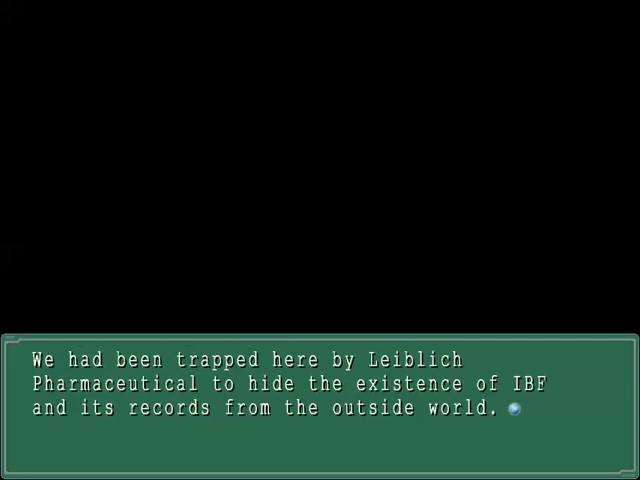 We had been trapped here by Leiblich
Pharmaceutical to hide the existence of IBF
and its records from the outside world.